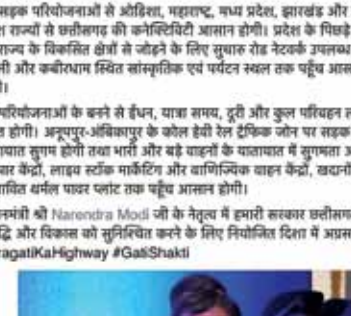 सड़क परियोजनाओं से ओडिशा, महाराष्ट्र, मध्य प्रदेश, झारखंड और
राज्यों से छत्तीसगढ़ की कनेक्टिविटी आसान होगी। प्रदेश के पिछड़े
राज्य के विकसित क्षेत्रों से जोड़ने के लिए सुचारु रोड नेटवर्क उपलब्ध
नी और कबीरधाम स्थित सांस्कृतिक एवं पर्यटन स्थल तक पहुँच आस
परियोजनाओं के बनने से ईंधन, यात्रा समय, दूरी और कुल परिवहन ल
होगी। अनूपपुर-अंबिकापुर के कोल हेवी रेल ट्रैफिक जोन पर सड़क
यात सुगम होगी तथा भारी और बड़े वाहनों के यातायात में सुगमता अ
केंद्रों, लाइव स्टॉक मार्केटिंग और वाणिज्यिक वाहन केंद्रों, खदानों
वित थर्मल पावर प्लांट तक पहुँच आसान होगी।
नमंत्री श्री Narendra Modi जी के नेतृत्व में हमारी सरकार छत्तीसग
द्धि और विकास को सुनिश्चित करने के लिए नियोजित दिशा में अग्रस
ragatiKaHighway #GatiShakti